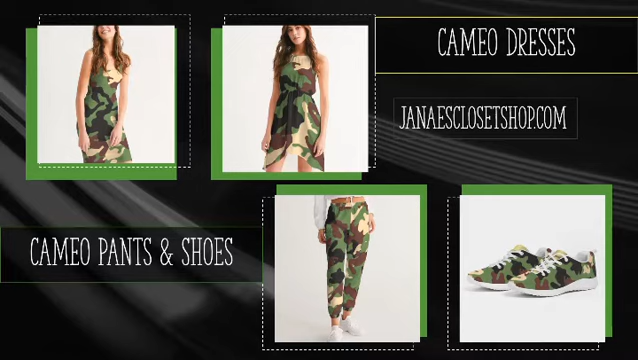 CAMEO DRESSES
JANAESCLOSETSHOP.COM
CAMEO PANTS & SHOES